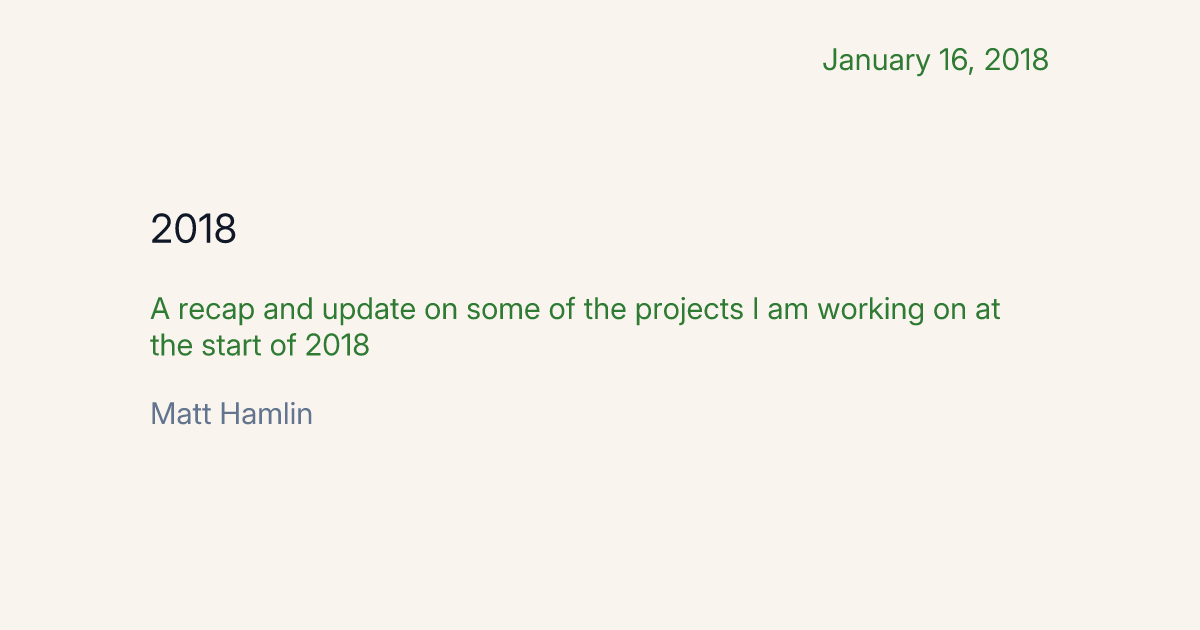 January 16, 2018
2018
A recap and update on some of the projects I am working on at
the start of 2018
Matt Hamlin